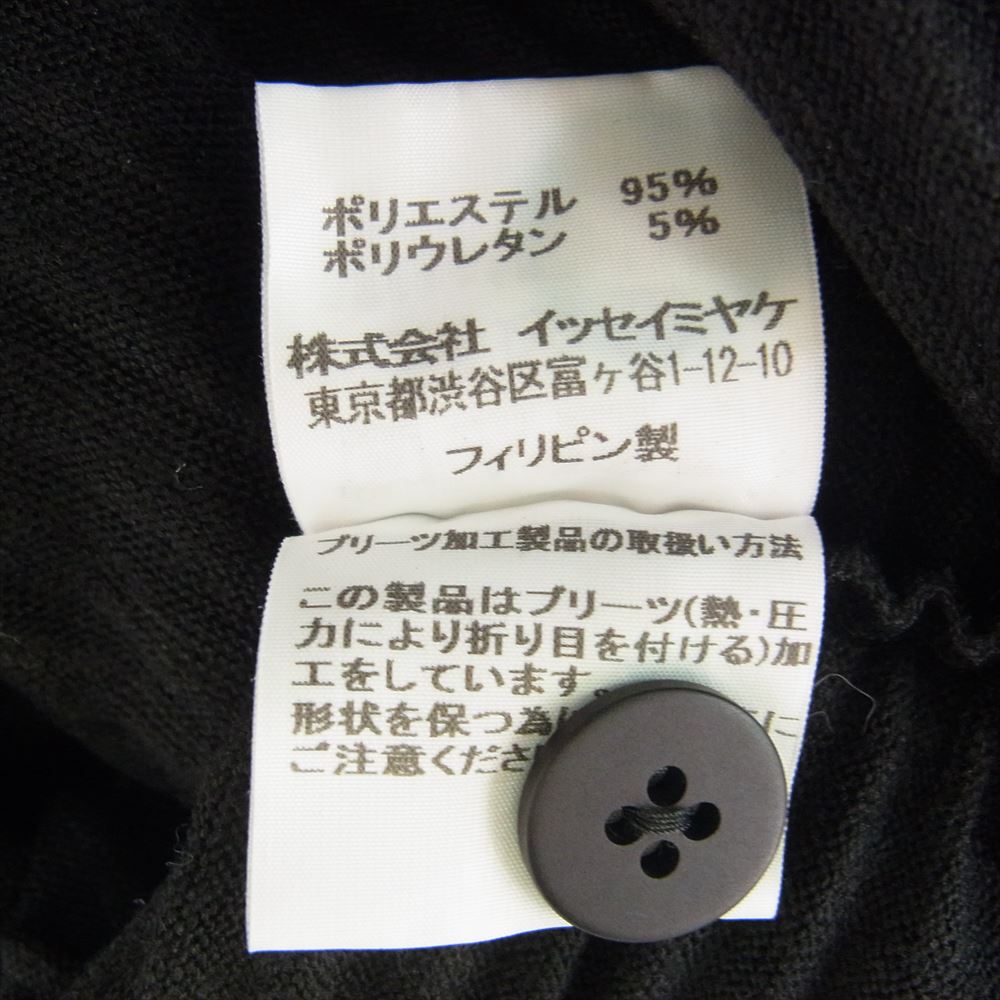 ポリエステル 95%
ポリウレタン 5%
株式会社 イッセイミヤケ
東京都渋谷区富ヶ谷1-12-10
フィリピン製
プリーツ加工製品の取扱い方法
この製品はプリーツ(熱・圧
力により折り目を付ける)加
工をしています。
形状を保つ為に
ご注意くださ